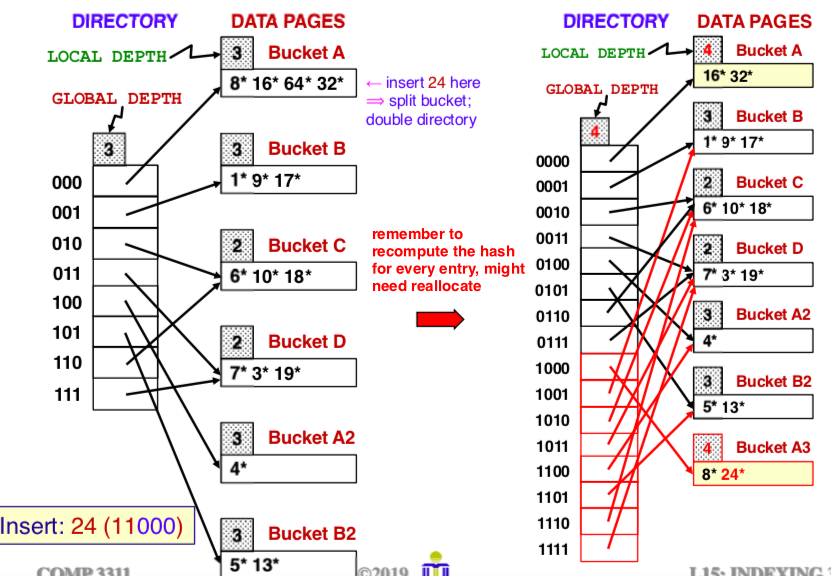 DIRECTORY
DATA PAGES
LOCAL DEPTH
3
Bucket A
8* 16* 64* 32*
← insert 24 here
⟹ split bucket;
double directory
GLOBAL DEPTH
3
000
001
010
011
100
101
110
111
3
Bucket B
1* 9* 17*
2
Bucket C
6* 10* 18*
2
Bucket D
7* 3* 19*
3
Bucket A2
4*
3
Bucket B2
5* 13*
Insert: 24 (11000)
remember to
recompute the hash
for every entry, might
need reallocate
DIRECTORY
DATA PAGES
LOCAL DEPTH
4
Bucket A
16* 32*
GLOBAL DEPTH
4
0000
0001
0010
0011
0100
0101
0110
0111
1000
1001
1010
1011
1100
1101
1110
1111
3
Bucket B
1* 9* 17*
2
Bucket C
6* 10* 18*
2
Bucket D
7* 3* 19*
3
Bucket A2
4*
3
Bucket B2
5* 13*
4
Bucket A3
8* 24*
COMP 3311
©2019
L15: INDEXING